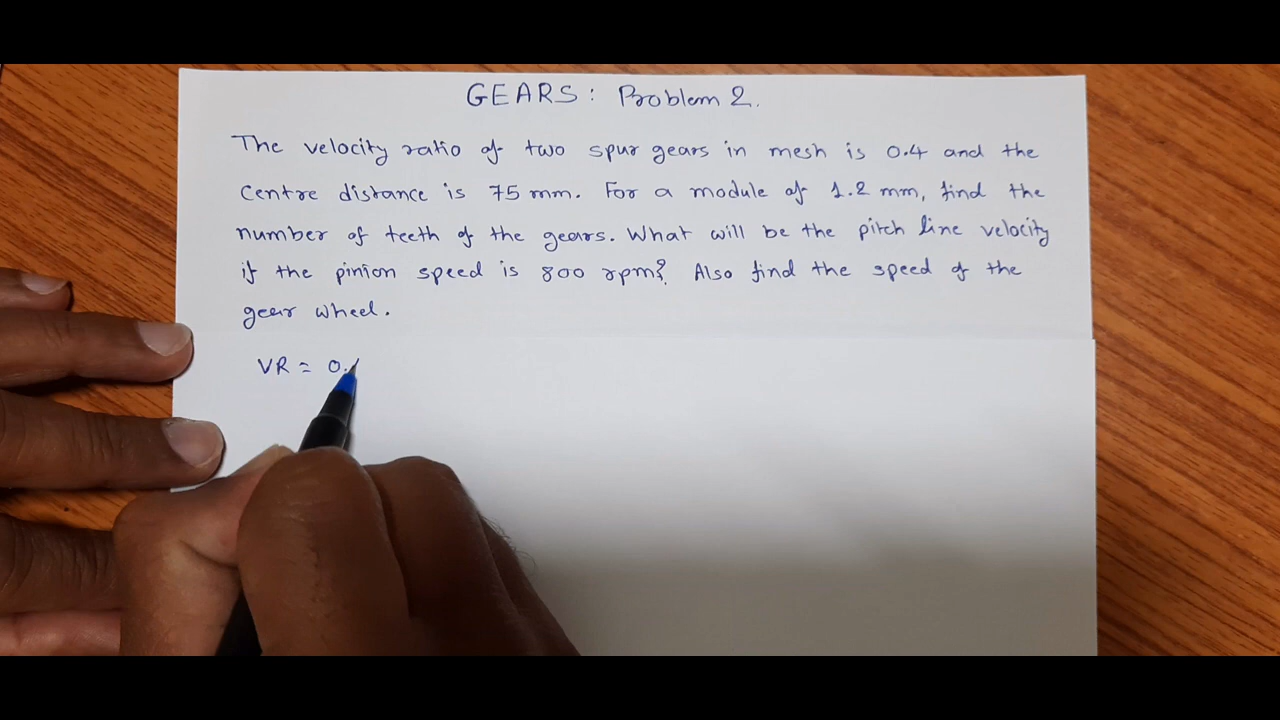 GEARS: Problem 2.
The velocity ratio of two spur gears in mesh is 0.4 and the
Centre distance is 75 mm. For a module of 1.2 mm, find the
number of teeth of the gears. What will be the pitch line velocity
if the pinion speed is 800 rpm? Also find the speed of the
gear wheel.
VR = 0.